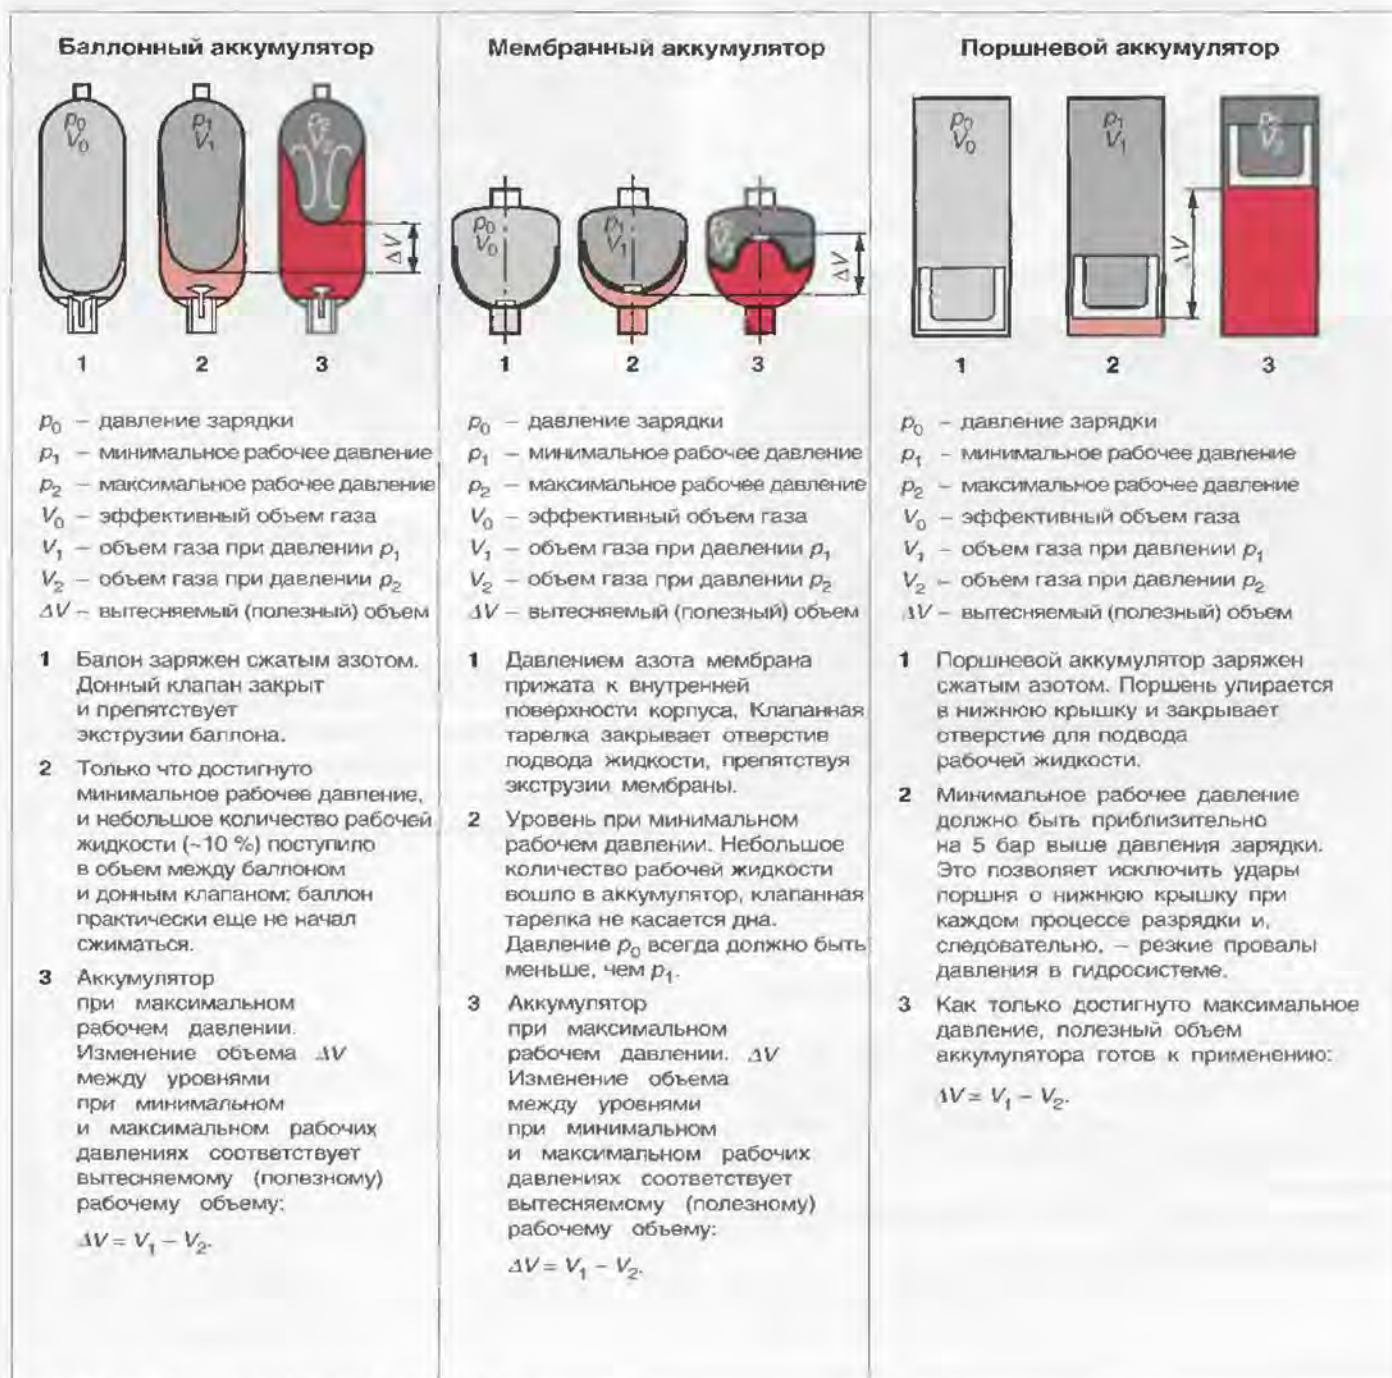 Баллонный аккумулятор
p₀
V₀
p₁
V₁
p₂
V₂
ΔV
1 2 3
p₀ – давление зарядки
p₁ – минимальное рабочее давление
p₂ – максимальное рабочее давление
V₀ – эффективный объем газа
V₁ – объем газа при давлении p₁
V₂ – объем газа при давлении p₂
ΔV – вытесняемый (полезный) объем
1 Балон заряжен сжатым азотом.
Донный клапан закрыт
и препятствует
экструзии баллона.
2 Только что достигнуто
минимальное рабочее давление,
и небольшое количество рабочей
жидкости (~10 %) поступило
в объем между баллоном
и донным клапаном; баллон
практически еще не начал
сжиматься.
3 Аккумулятор
при максимальном
рабочем давлении.
Изменение объема ΔV
между уровнями
при минимальном
и максимальном рабочих
давлениях соответствует
вытесняемому (полезному)
рабочему объему:
ΔV = V₁ – V₂.
Мембранный аккумулятор
p₀
V₀
p₁
V₁
ΔV
1 2 3
p₀ – давление зарядки
p₁ – минимальное рабочее давление
p₂ – максимальное рабочее давление
V₀ – эффективный объем газа
V₁ – объем газа при давлении p₁
V₂ – объем газа при давлении p₂
ΔV – вытесняемый (полезный) объем
1 Давлением азота мембрана
прижата к внутренней
поверхности корпуса, Клапанная
тарелка закрывает отверстие
подвода жидкости, препятствуя
экструзии мембраны.
2 Уровень при минимальном
рабочем давлении. Небольшое
количество рабочей жидкости
вошло в аккумулятор, клапанная
тарелка не касается дна.
Давление p₀ всегда должно быть
меньше, чем p₁.
3 Аккумулятор
при максимальном
рабочем давлении. ΔV
Изменение объема
между уровнями
при минимальном
и максимальном рабочих
давлениях соответствует
вытесняемому (полезному)
рабочему объему:
ΔV = V₁ – V₂.
Поршневой аккумулятор
p₀
V₀
p₁
V₁
p₂
V₂
ΔV
1 2 3
p₀ – давление зарядки
p₁ – минимальное рабочее давление
p₂ – максимальное рабочее давление
V₀ – эффективный объем газа
V₁ – объем газа при давлении p₁
V₂ – объем газа при давлении p₂
ΔV – вытесняемый (полезный) объем
1 Поршневой аккумулятор заряжен
сжатым азотом. Поршень упирается
в нижнюю крышку и закрывает
отверстие для подвода
рабочей жидкости.
2 Минимальное рабочее давление
должно быть приблизительно
на 5 бар выше давления зарядки.
Это позволяет исключить удары
поршня о нижнюю крышку при
каждом процессе разрядки и,
следовательно, – резкие провалы
давления в гидросистеме.
3 Как только достигнуто максимальное
давление, полезный объем
аккумулятора готов к применению:
ΔV = V₁ – V₂.